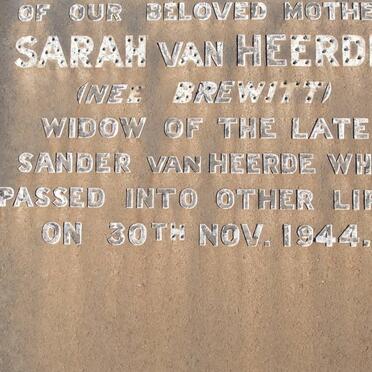 OF OUR BELOVED MOTHE
SARAH VAN HEERDE
(NEE BREWITT)
WIDOW OF THE LATE
SANDER VAN HEERDE WH
PASSED INTO OTHER LIF
ON 30TH NOV. 1944.